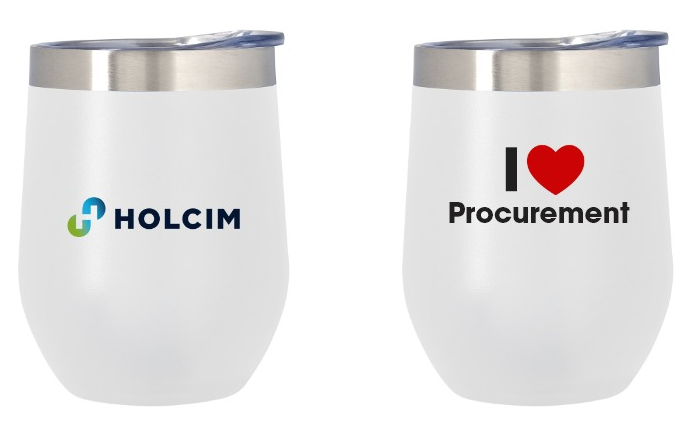 HOLCIM
I ❤
Procurement